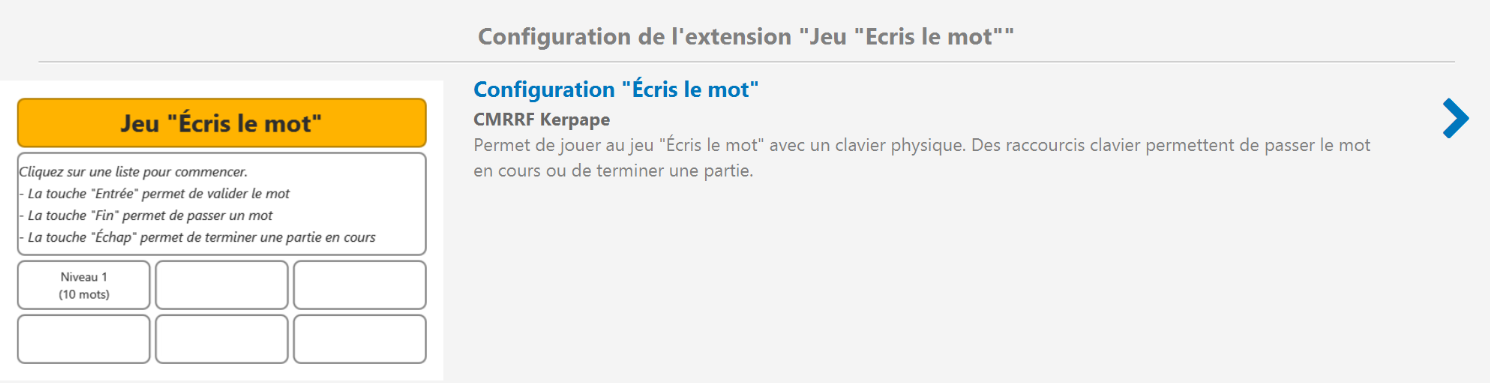 Configuration de l'extension "Jeu "Ecris le mot""
Jeu "Écris le mot"
Cliquez sur une liste pour commencer.
- La touche "Entrée" permet de valider le mot
- La touche "Fin" permet de passer un mot
- La touche "Échap" permet de terminer une partie en cours
Niveau 1
(10 mots)
Configuration "Écris le mot"
CMRRF Kerpape
Permet de jouer au jeu "Écris le mot" avec un clavier physique. Des raccourcis clavier permettent de passer le mot
en cours ou de terminer une partie.